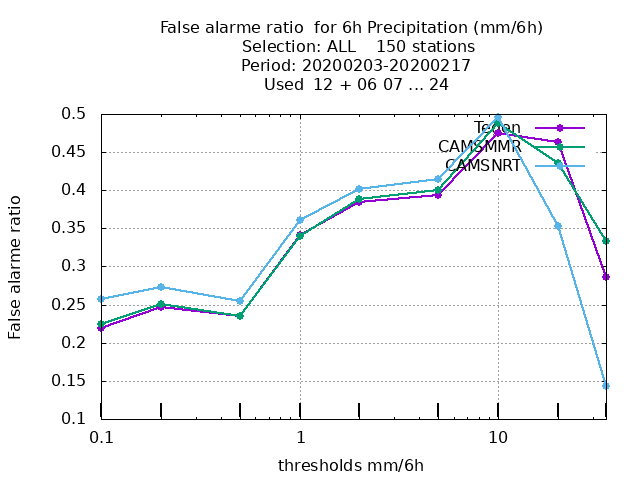 False alarme ratio for 6h Precipitation (mm/6h)
Selection: ALL 150 stations
Period: 20200203-20200217
Used 12 + 06 07 ... 24
0.5
0.45
0.4
0.35
0.3
0.25
0.2
0.15
0.1
False alarme ratio
CAMSMMR
CAMSNRT
0.1
1
10
thresholds mm/6h